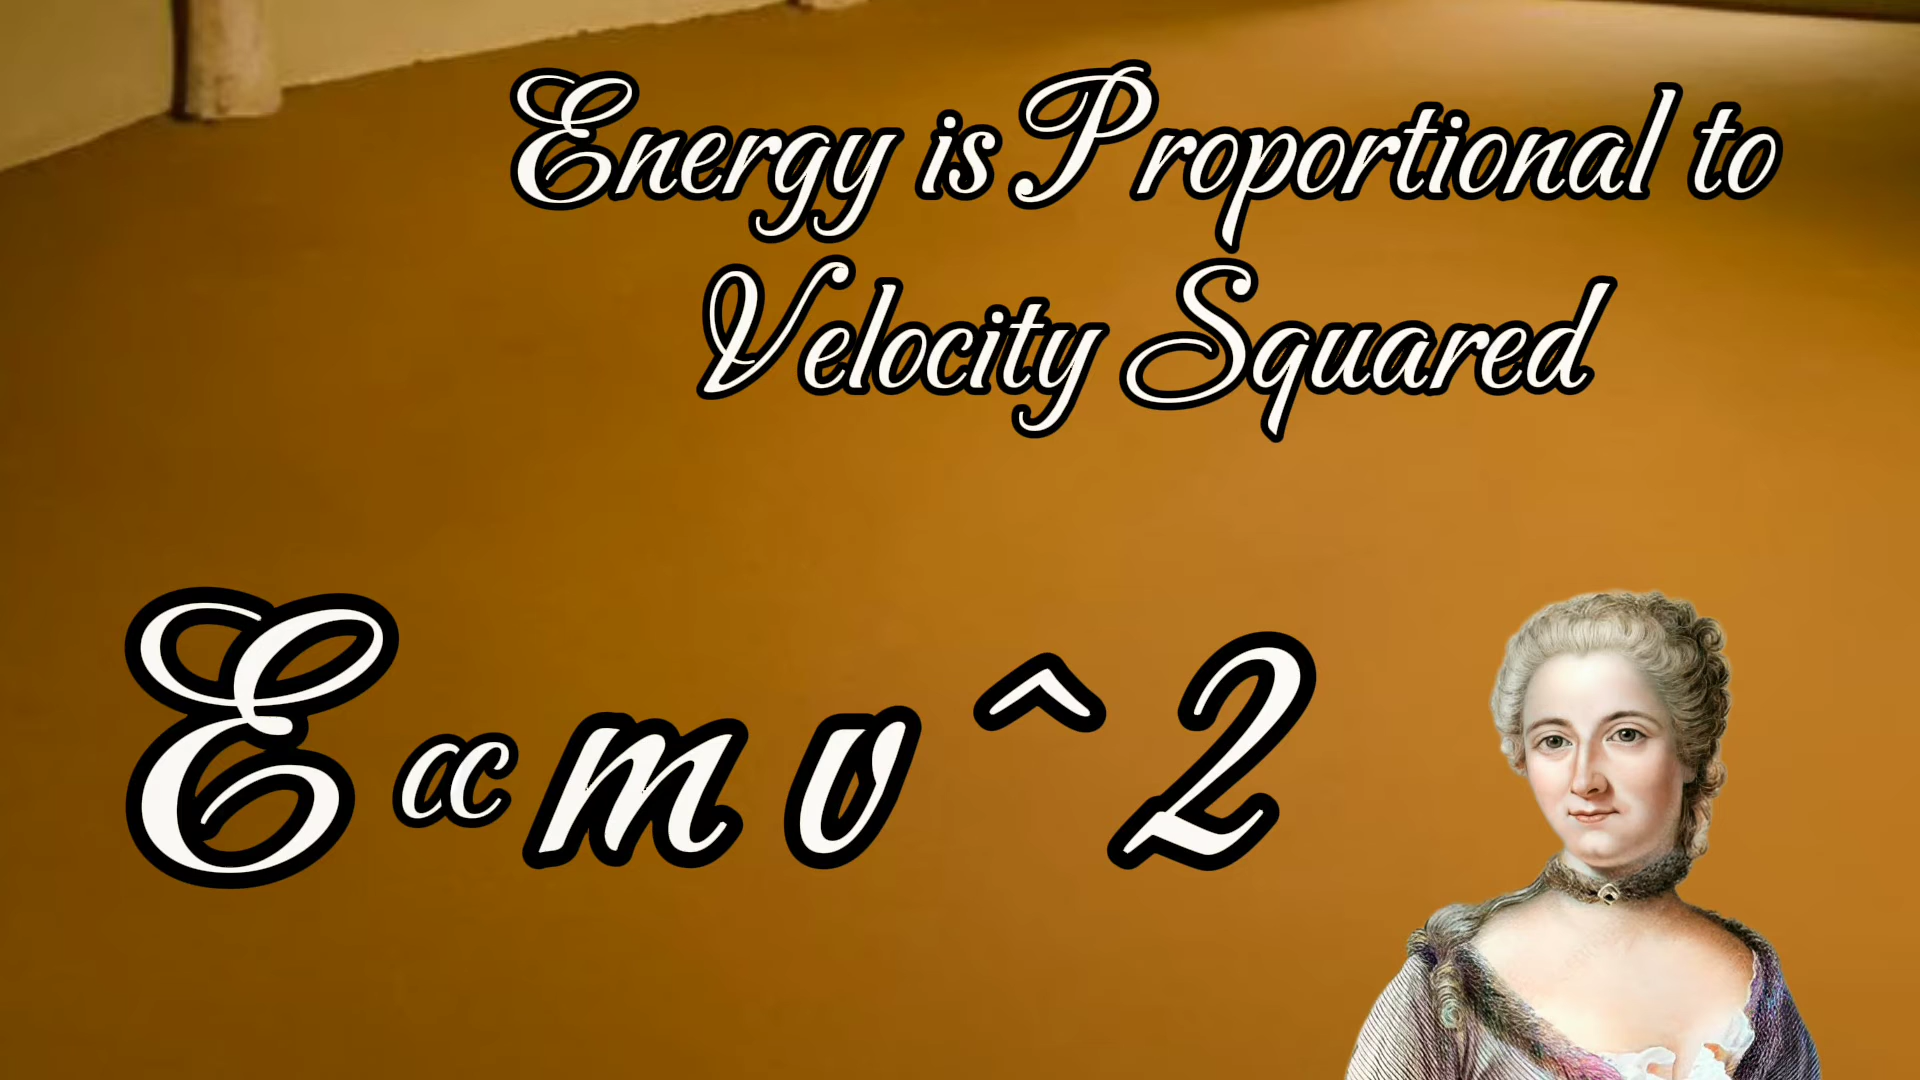 Energy is Proportional to
Velocity Squared
E ∝ m v ^ 2